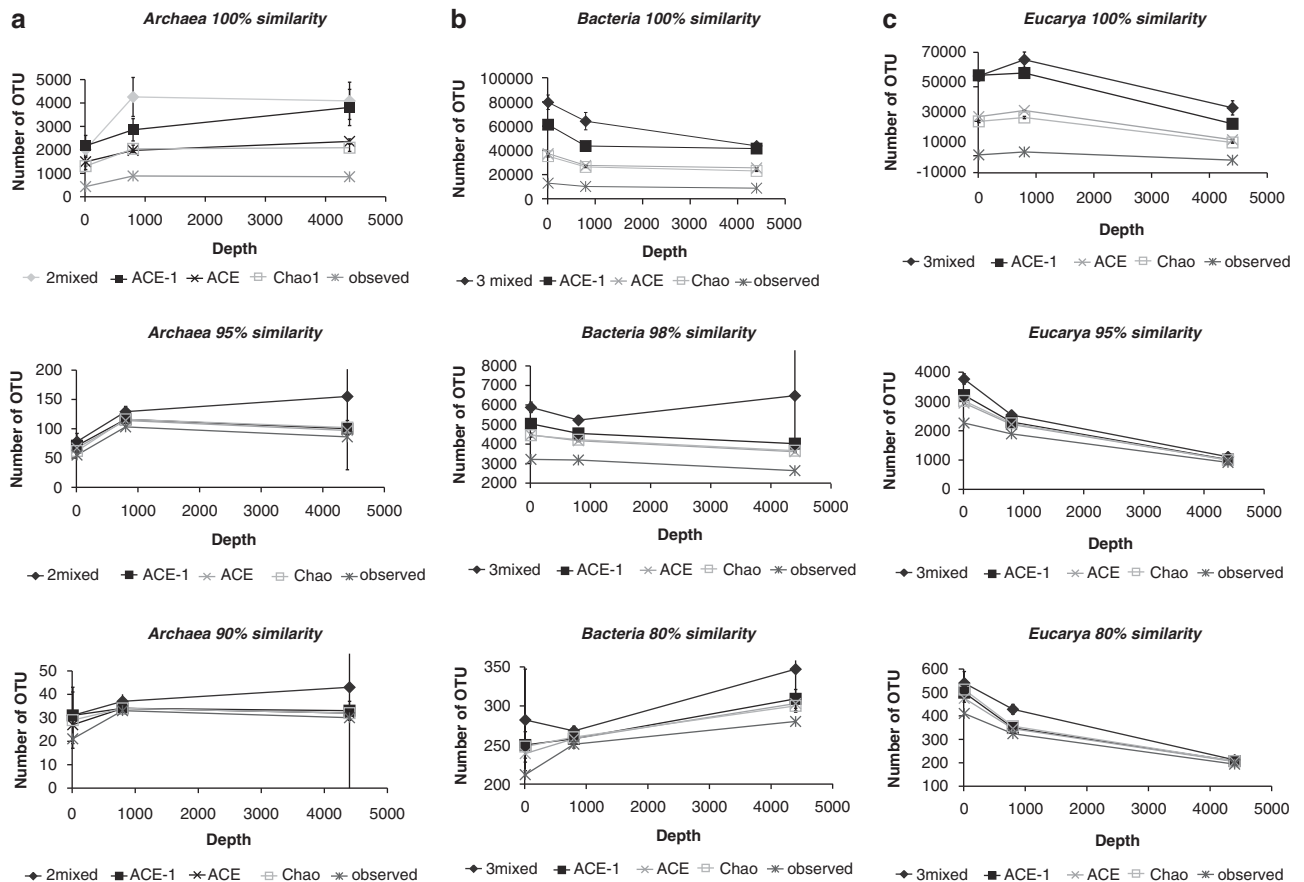 a
Archaea 100% similarity
Number of OTU
5000
4000
3000
2000
1000
0
0 1000 2000 3000 4000 5000
Depth
2mixed ACE-1 ACE Chao1 obseved
Archaea 95% similarity
Number of OTU
200
150
100
50
0
0 1000 2000 3000 4000 5000
Depth
2mixed ACE-1 ACE Chao observed
Archaea 90% similarity
Number of OTU
50
40
30
20
10
0
0 1000 2000 3000 4000 5000
Depth
2mixed ACE-1 ACE Chao observed
b
Bacteria 100% similarity
Number of OTU
100000
80000
60000
40000
20000
0
0 1000 2000 3000 4000 5000
Depth
3 mixed ACE-1 ACE Chao observed
Bacteria 98% similarity
Number of OTU
8000
7000
6000
5000
4000
3000
2000
0 1000 2000 3000 4000 5000
Depth
3mixed ACE-1 ACE Chao observed
Bacteria 80% similarity
Number of OTU
350
300
250
200
0 1000 2000 3000 4000 5000
Depth
3mixed ACE-1 ACE Chao observed
c
Eucarya 100% similarity
Number of OTU
70000
50000
30000
10000
-10000
0 1000 2000 3000 4000 5000
Depth
3mixed ACE-1 ACE Chao observed
Eucarya 95% similarity
Number of OTU
4000
3000
2000
1000
0
0 1000 2000 3000 4000 5000
Depth
3mixed ACE-1 ACE Chao observed
Eucarya 80% similarity
Number of OTU
600
500
400
300
200
100
0 1000 2000 3000 4000 5000
Depth
3mixed ACE-1 ACE Chao observed